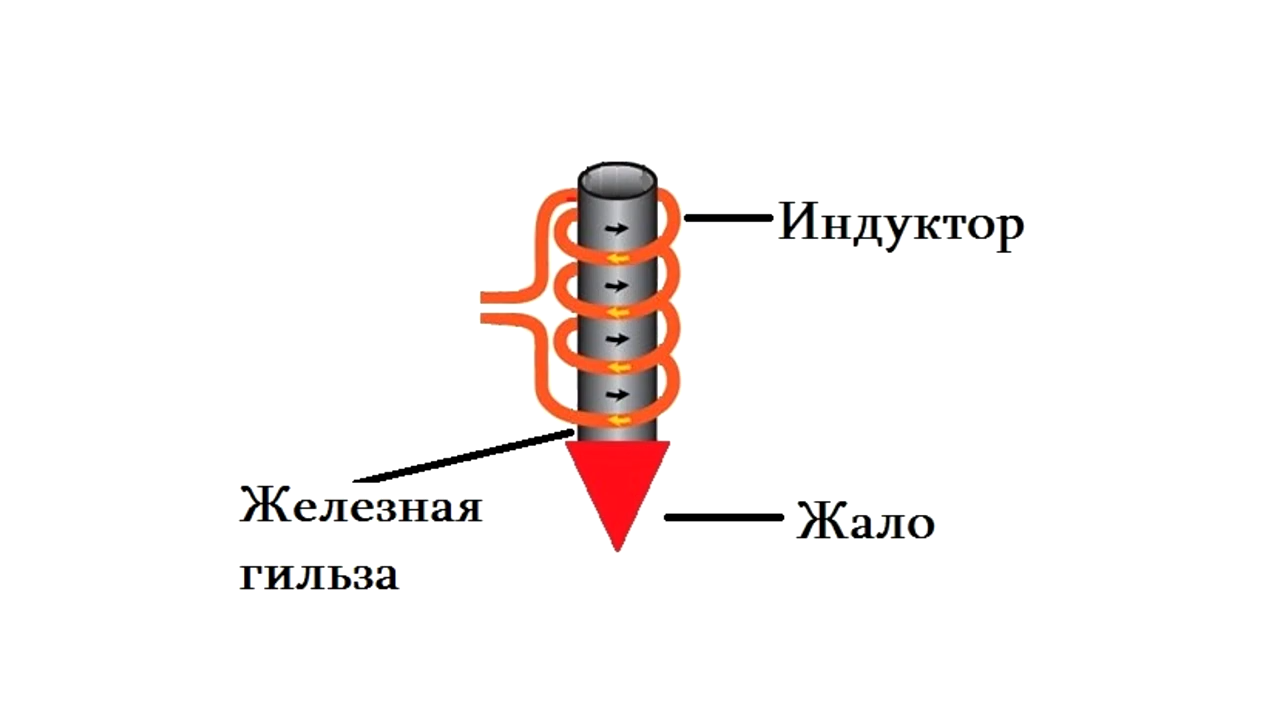 Индуктор
Железная
гильза
Жало